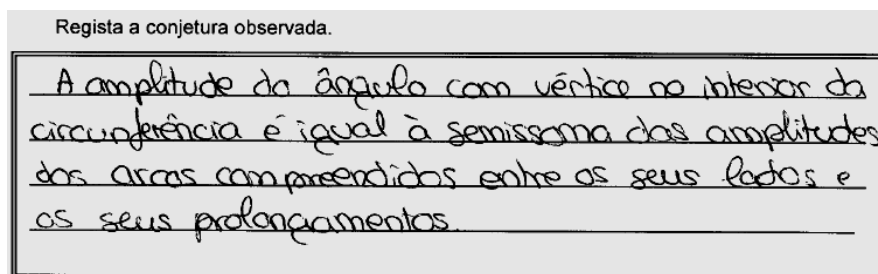 Regista a conjetura observada.
A amplitude do ângulo com vértice no interior da
circunferência é igual à semissoma das amplitudes
dos arcos compreendidos entre os seus lados e
os seus prolongamentos.